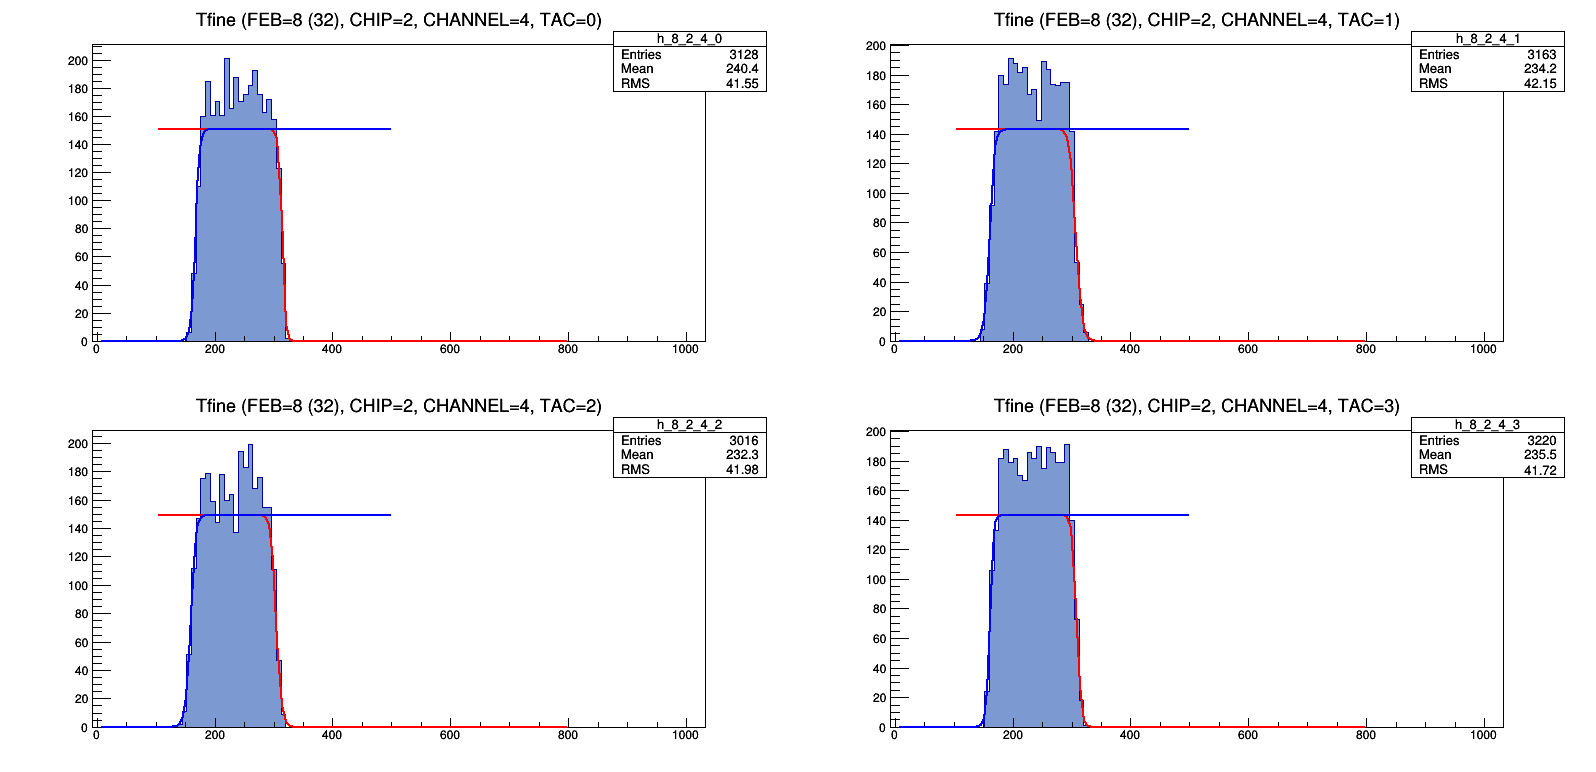 Tfine (FEB=8 (32), CHIP=2, CHANNEL=4, TAC=0)
h_8_2_4_0
Entries 3128
Mean 240.4
RMS 41.55
200
180
160
140
120
100
80
60
40
20
0
0 200 400 600 800 1000
Tfine (FEB=8 (32), CHIP=2, CHANNEL=4, TAC=1)
h_8_2_4_1
Entries 3163
Mean 234.2
RMS 42.15
200
180
160
140
120
100
80
60
40
20
0
0 200 400 600 800 1000
Tfine (FEB=8 (32), CHIP=2, CHANNEL=4, TAC=2)
h_8_2_4_2
Entries 3016
Mean 232.3
RMS 41.98
200
180
160
140
120
100
80
60
40
20
0
0 200 400 600 800 1000
Tfine (FEB=8 (32), CHIP=2, CHANNEL=4, TAC=3)
h_8_2_4_3
Entries 3220
Mean 235.5
RMS 41.72
200
180
160
140
120
100
80
60
40
20
0
0 200 400 600 800 1000